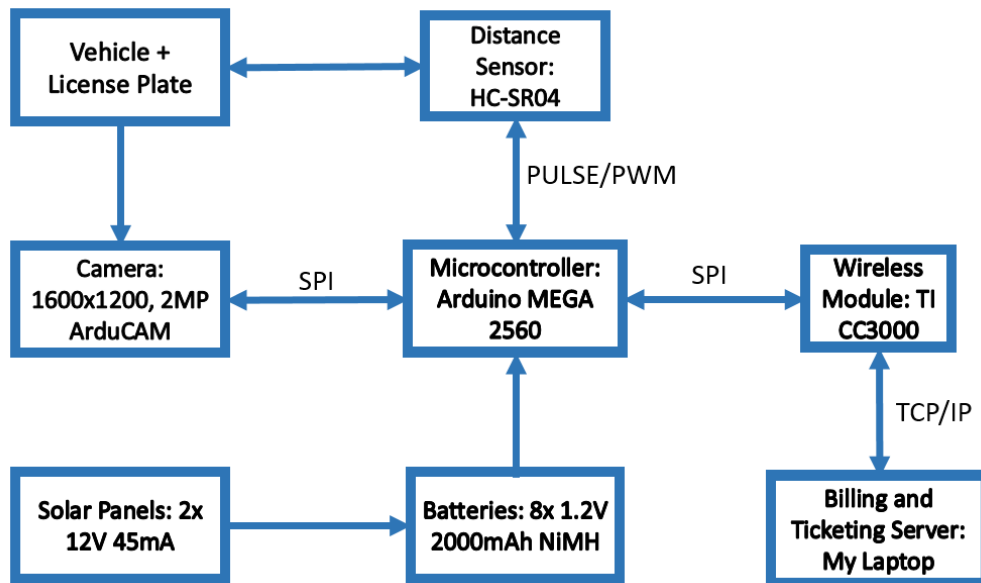 Vehicle +
License Plate
Distance
Sensor:
HC-SR04
PULSE/PWM
Camera:
1600x1200, 2MP
ArduCAM
SPI
Microcontroller:
Arduino MEGA
2560
SPI
Wireless
Module: TI
CC3000
TCP/IP
Solar Panels: 2x
12V 45mA
Batteries: 8x 1.2V
2000mAh NiMH
Billing and
Ticketing Server:
My Laptop